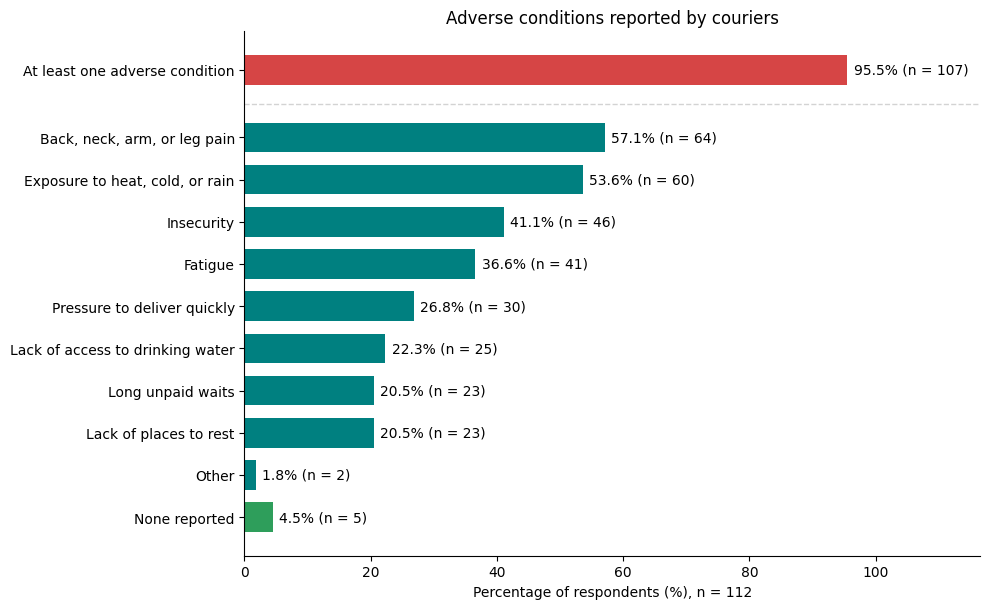 Adverse conditions reported by couriers
At least one adverse condition 95.5% (n = 107)
Back, neck, arm, or leg pain 57.1% (n = 64)
Exposure to heat, cold, or rain 53.6% (n = 60)
Insecurity 41.1% (n = 46)
Fatigue 36.6% (n = 41)
Pressure to deliver quickly 26.8% (n = 30)
Lack of access to drinking water 22.3% (n = 25)
Long unpaid waits 20.5% (n = 23)
Lack of places to rest 20.5% (n = 23)
Other 1.8% (n = 2)
None reported 4.5% (n = 5)
0 20 40 60 80 100
Percentage of respondents (%), n = 112